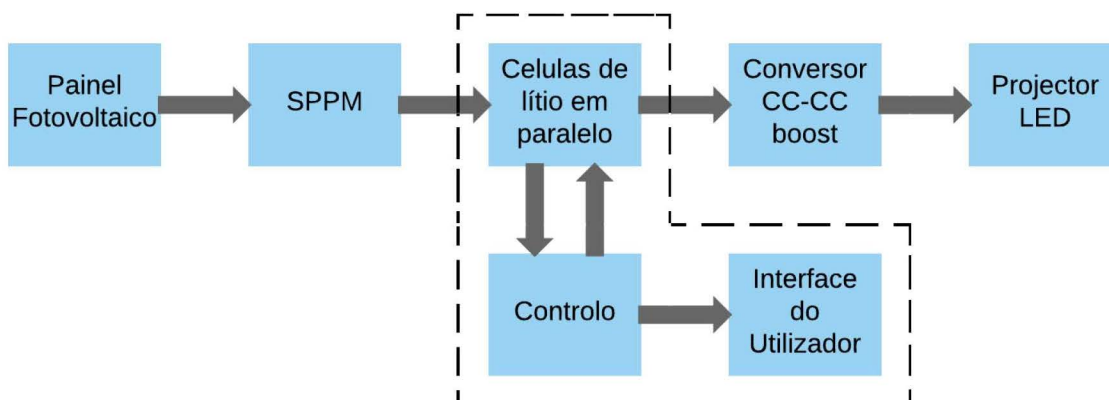 Painel
Fotovoltaico
SPPM
Celulas de
lítio em
paralelo
Conversor
CC-CC
boost
Projector
LED
Controlo
Interface
do
Utilizador